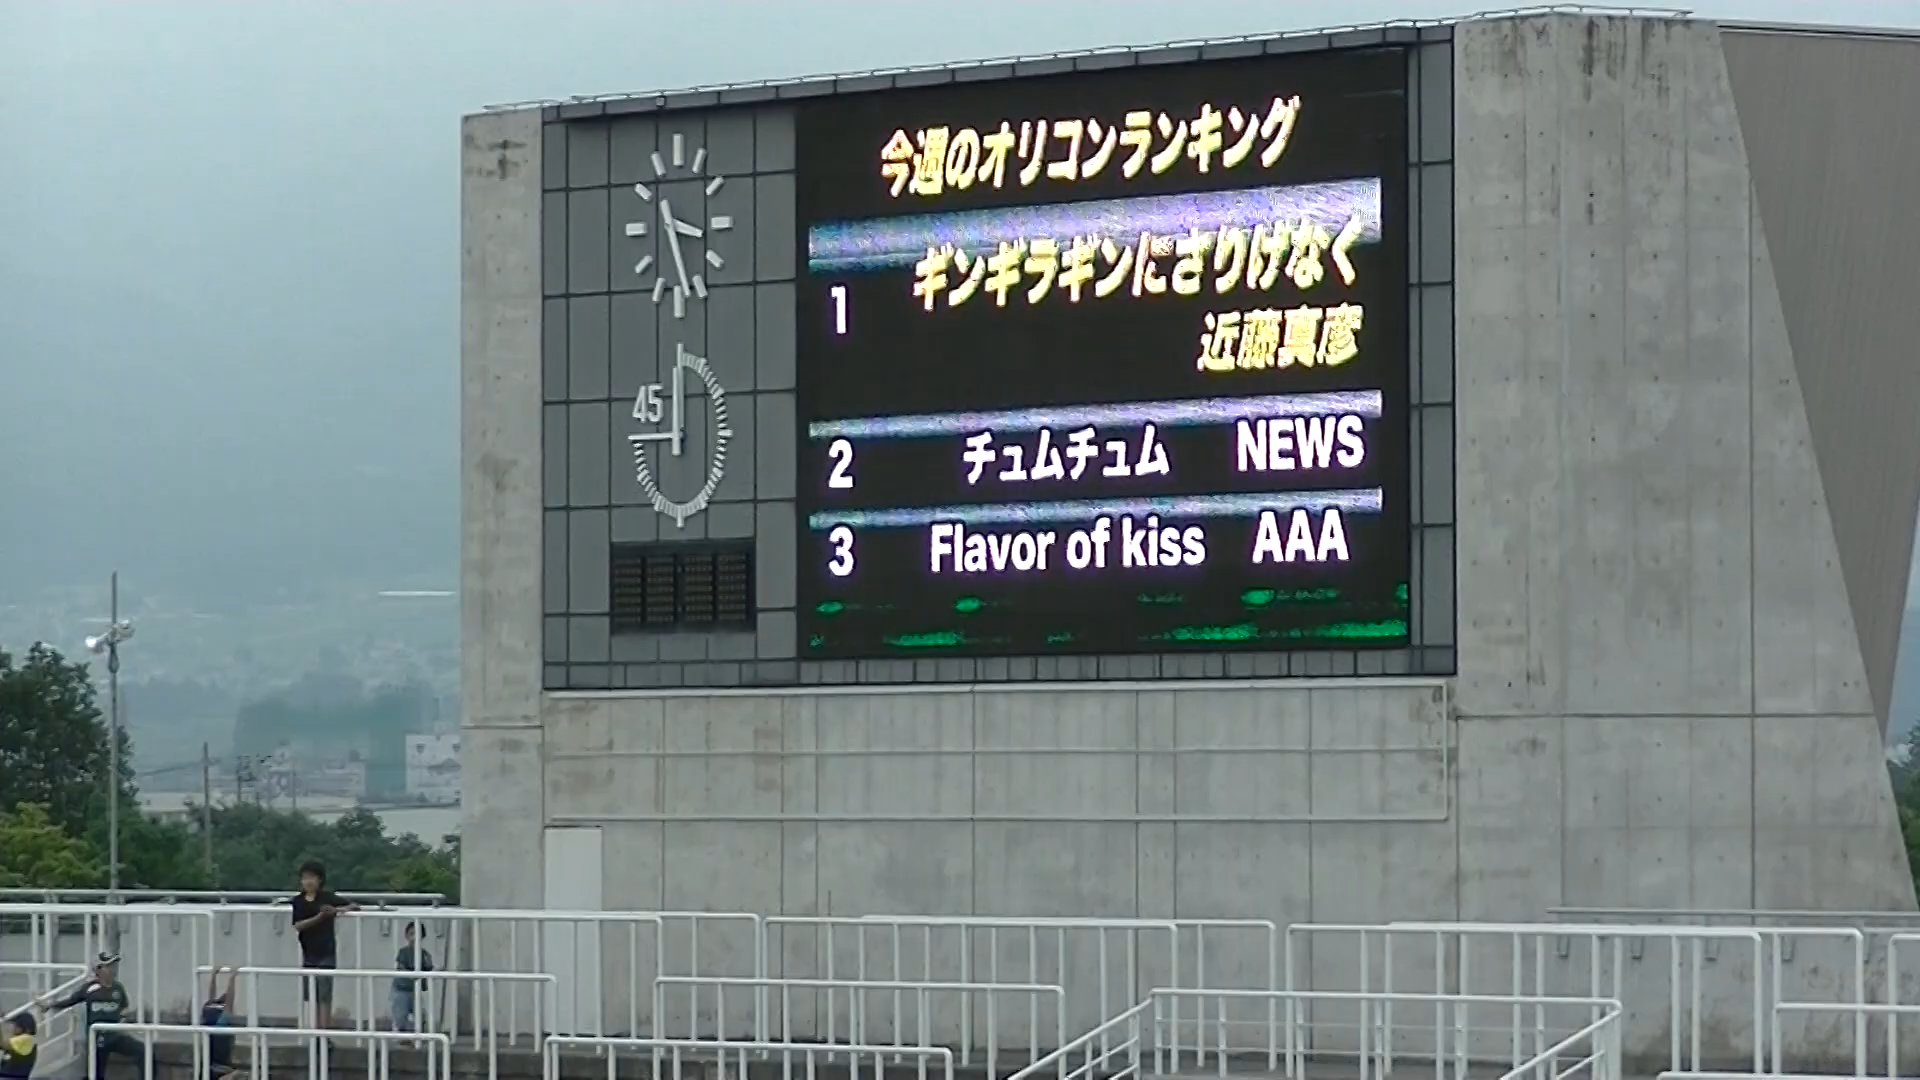 今週のオリコンランキング
1 ギンギラギンにさりげなく
近藤真彦
2 チュムチュム NEWS
3 Flavor of kiss AAA
45